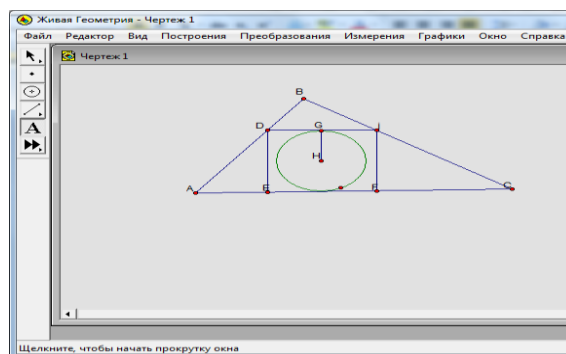 Живая Геометрия - Чертеж 1
Файл Редактор Вид Построения Преобразования Измерения Графики Окно Справка
Чертеж 1
A
B
D G I
H
A E F C
Щелкните, чтобы начать прокрутку окна